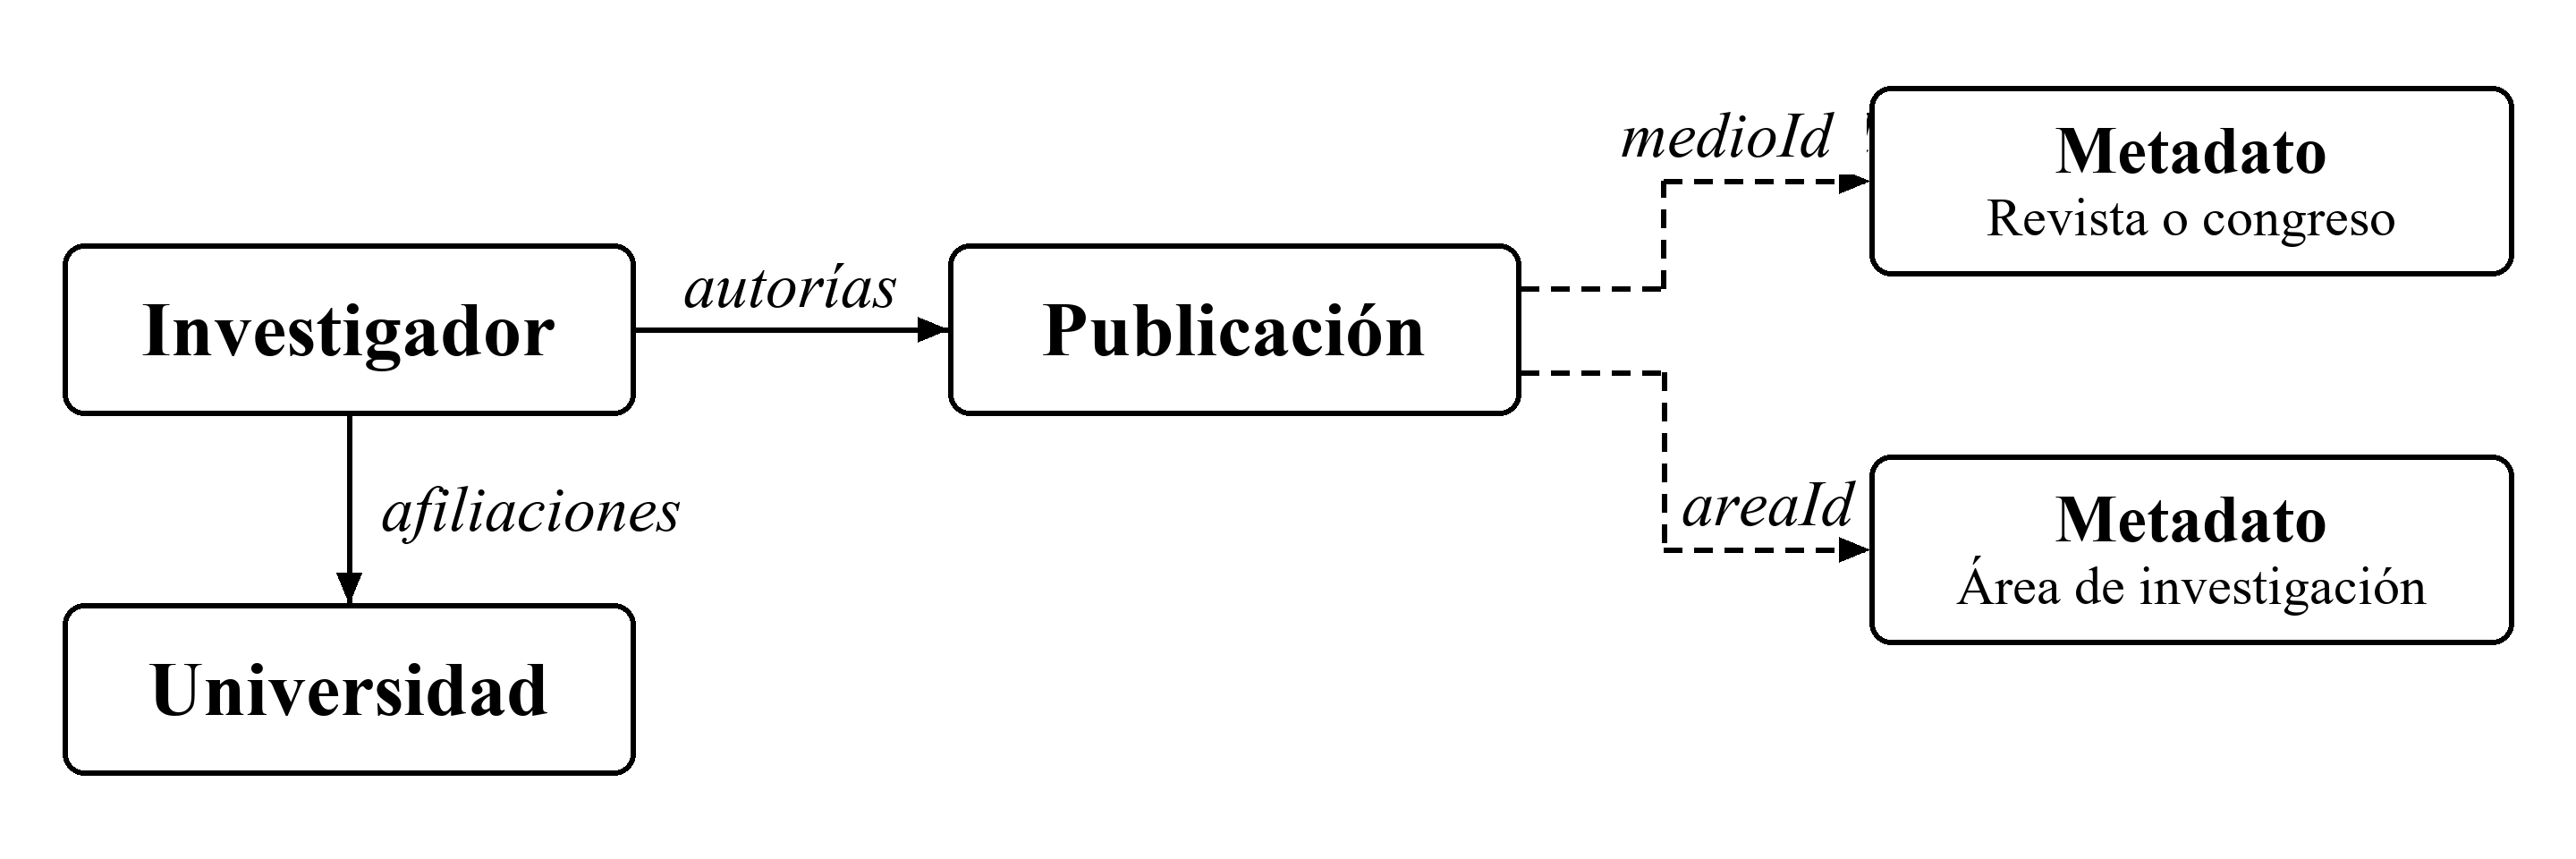 medioId
Metadato
Revista o congreso
Investigador
autorías
Publicación
afiliaciones
areaId
Metadato
Área de investigación
Universidad